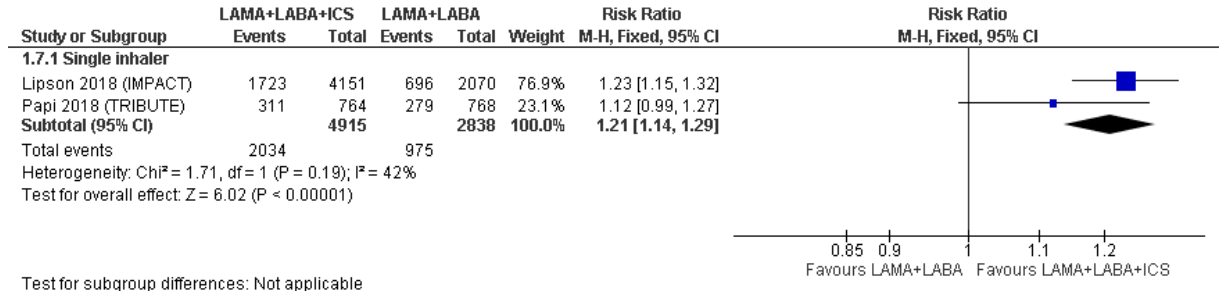 LAMA+LABA+ICS LAMA+LABA Risk Ratio Risk Ratio
Study or Subgroup Events Total Events Total Weight M-H, Fixed, 95% CI M-H, Fixed, 95% CI
1.7.1 Single inhaler
Lipson 2018 (IMPACT) 1723 4151 696 2070 76.9% 1.23 [1.15, 1.32]
Papi 2018 (TRIBUTE) 311 764 279 768 23.1% 1.12 [0.99, 1.27]
Subtotal (95% CI) 4915 2838 100.0% 1.21 [1.14, 1.29]
Total events 2034 975
Heterogeneity: Chi² = 1.71, df = 1 (P = 0.19); I² = 42%
Test for overall effect: Z = 6.02 (P < 0.00001)
0.85 0.9 1 1.1 1.2
Favours LAMA+LABA Favours LAMA+LABA+ICS
Test for subgroup differences: Not applicable